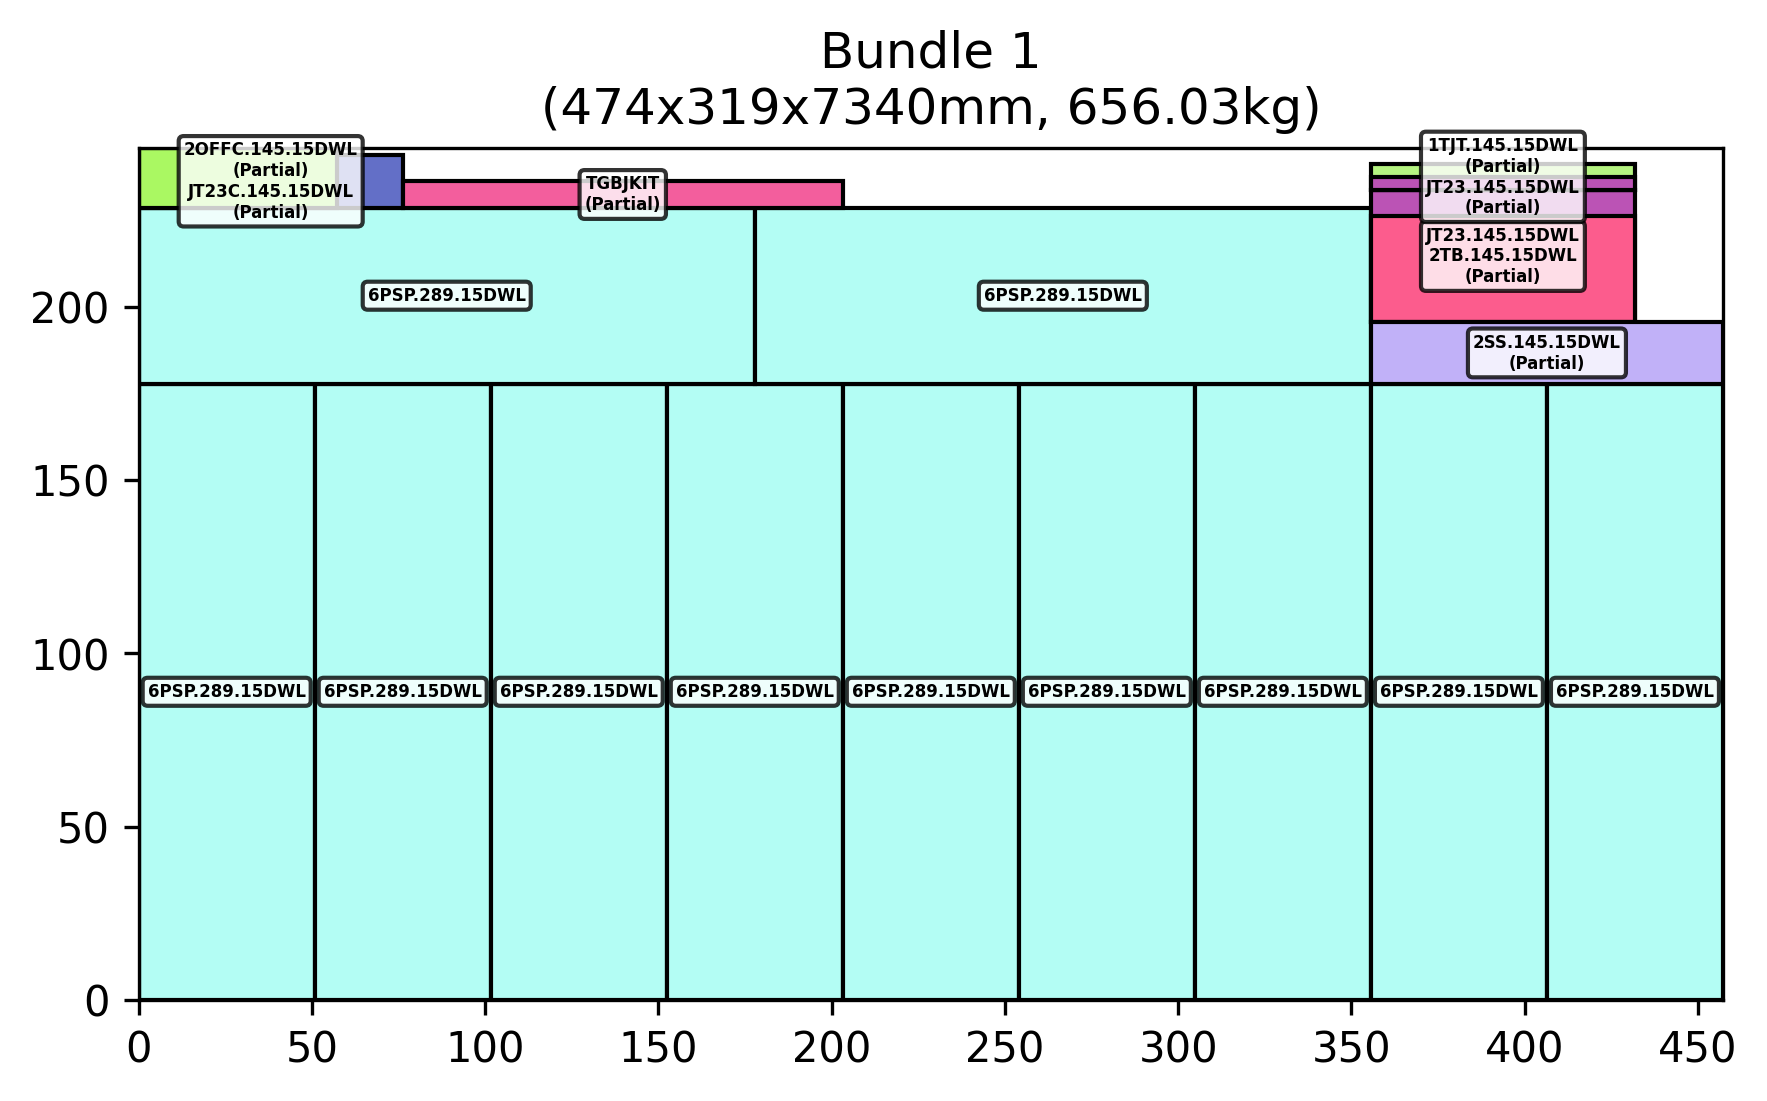 Bundle 1
(474x319x7340mm, 656.03kg)
2OFFC.145.15DWL
(Partial)
JT23C.145.15DWL
(Partial)
TGBJKIT
(Partial)
1TJT.145.15DWL
(Partial)
JT23.145.15DWL
(Partial)
JT23.145.15DWL
2TB.145.15DWL
(Partial)
6PSP.289.15DWL
6PSP.289.15DWL
2SS.145.15DWL
(Partial)
6PSP.289.15DWL
6PSP.289.15DWL
6PSP.289.15DWL
6PSP.289.15DWL
6PSP.289.15DWL
6PSP.289.15DWL
6PSP.289.15DWL
6PSP.289.15DWL
6PSP.289.15DWL
200
150
100
50
0
0 50 100 150 200 250 300 350 400 450